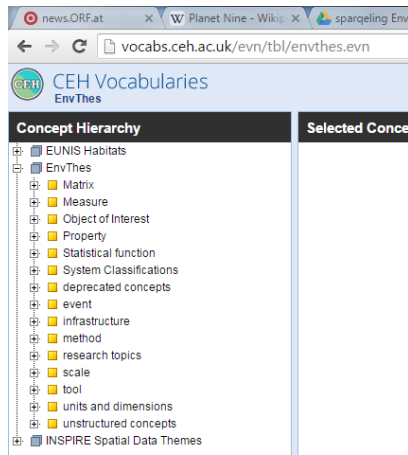 news.ORF.at × W Planet Nine - Wikip × sparqeling Env
vocabs.ceh.ac.uk/evn/tbl/envthes.evn
CEH CEH Vocabularies
EnvThes
Concept Hierarchy Selected Conce
EUNIS Habitats
EnvThes
Matrix
Measure
Object of Interest
Property
Statistical function
System Classifications
deprecated concepts
event
infrastructure
method
research topics
scale
tool
units and dimensions
unstructured concepts
INSPIRE Spatial Data Themes